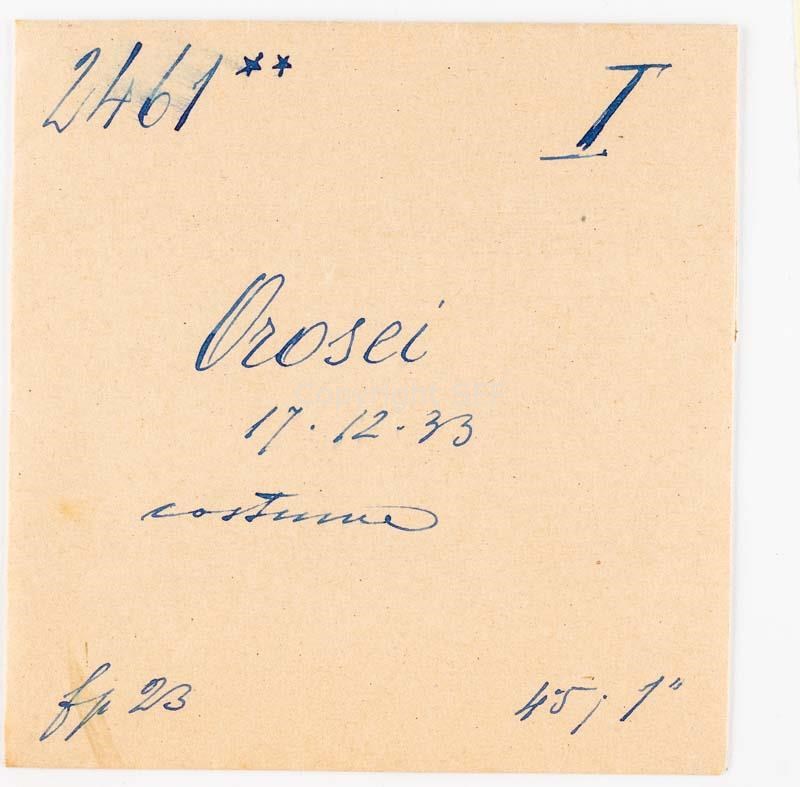 2461 ** I
Orosei
17.12.33
costume
fp 23 45; 1"